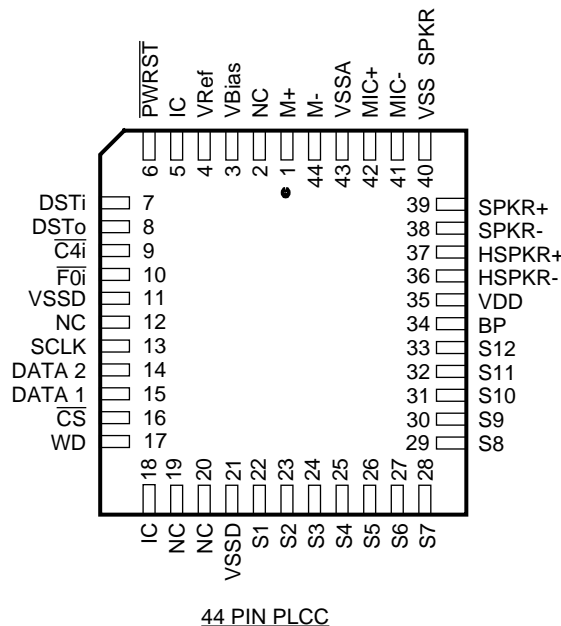 P̅W̅R̅S̅T̅
IC
VRef
VBias
NC
M+
M-
VSSA
MIC+
MIC-
VSS SPKR
6 5 4 3 2 1 44 43 42 41 40
DSTi 7
DSTo 8
C̅4̅i̅ 9
F̅0̅i̅ 10
VSSD 11
NC 12
SCLK 13
DATA 2 14
DATA 1 15
C̅S̅ 16
WD 17
39 SPKR+
38 SPKR-
37 HSPKR+
36 HSPKR-
35 VDD
34 BP
33 S12
32 S11
31 S10
30 S9
29 S8
18 19 20 21 22 23 24 25 26 27 28
IC
NC
NC
VSSD
S1
S2
S3
S4
S5
S6
S7
44 PIN PLCC